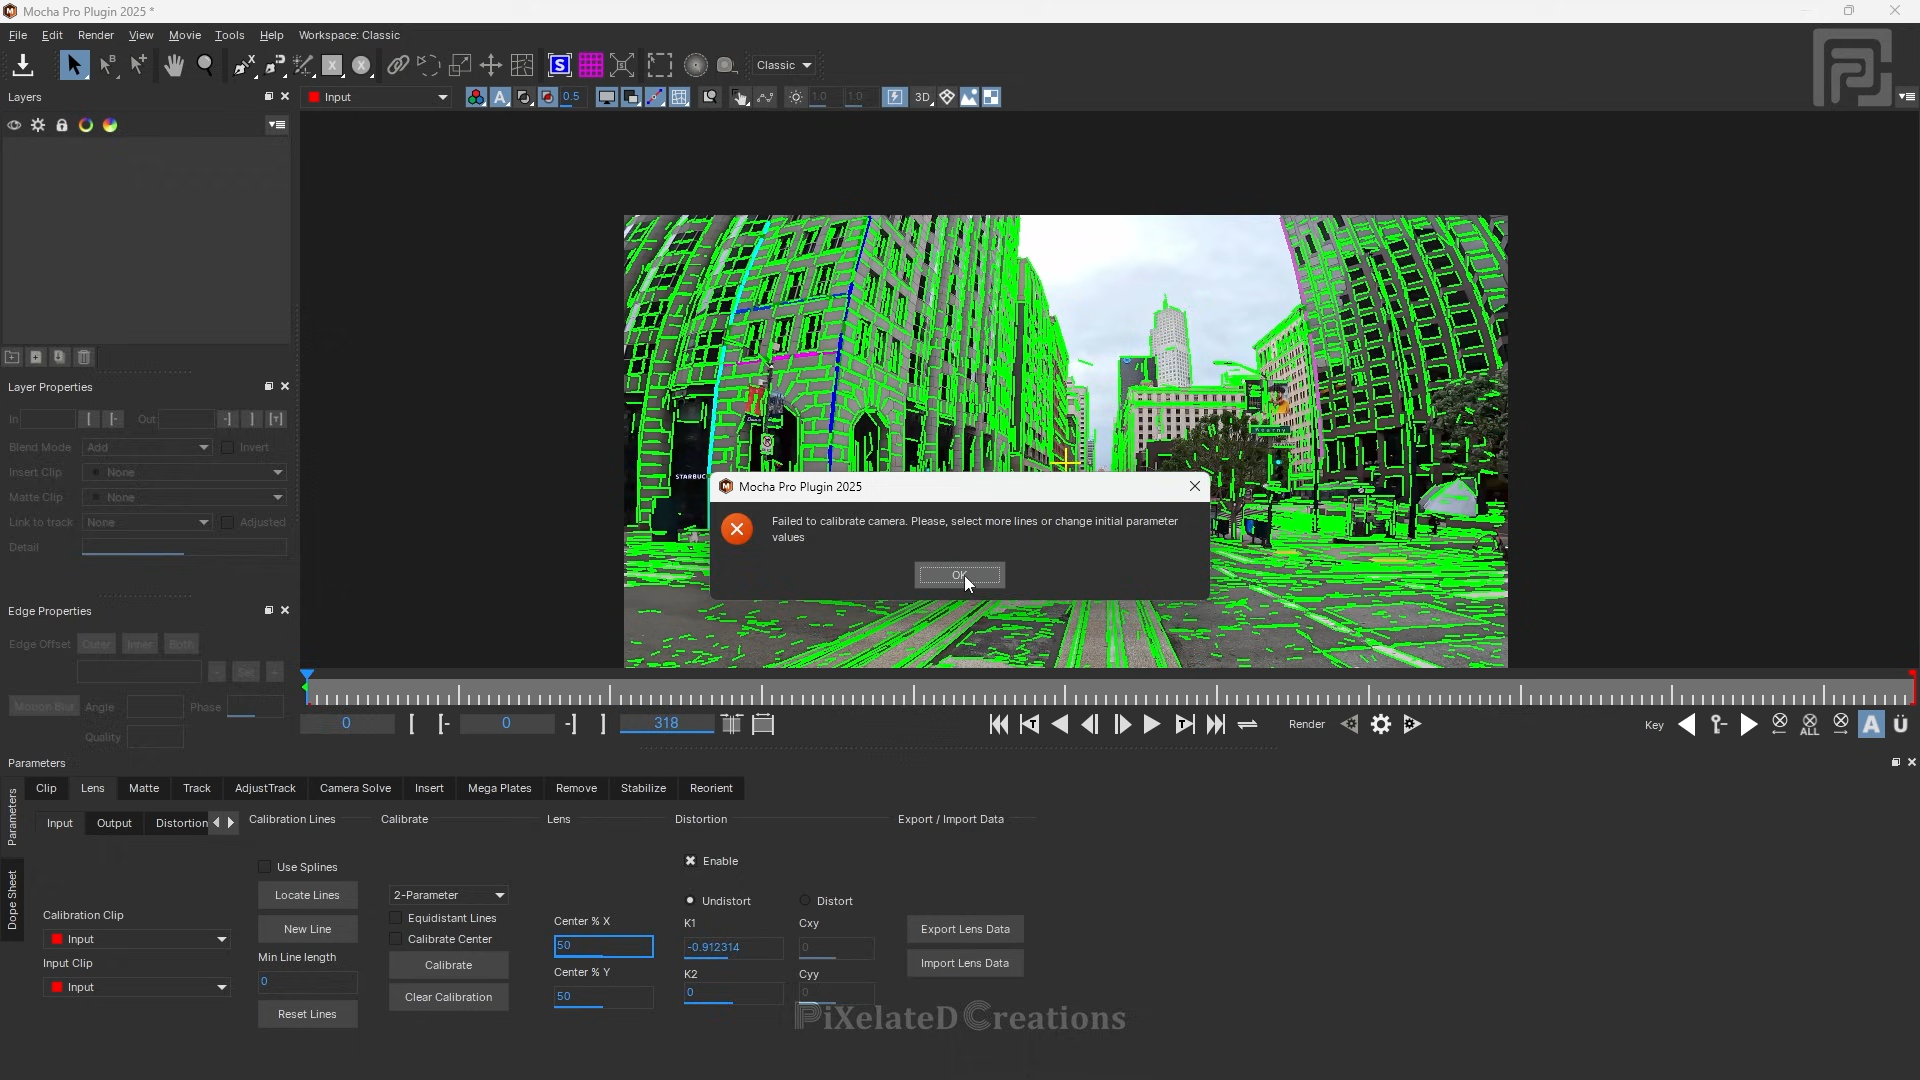 Mocha Pro Plugin 2025 *
File Edit Render View Movie Tools Help Workspace: Classic
Classic
Layers
Input
0.5
1.0
1.0
3D
Layer Properties
In
Out
Blend Mode
Add
Invert
Insert Clip
None
Matte Clip
None
Link to track
None
Adjusted
Detail
STARBUC
Kearny
Mocha Pro Plugin 2025
Failed to calibrate camera. Please, select more lines or change initial parameter
values
OK
Edge Properties
Edge Offset
Outer
Inner
Both
Set
Motion Blur
Angle
Phase
Quality
0
0
318
Render
Key
ALL
Parameters
Clip Lens Matte Track AdjustTrack Camera Solve Insert Mega Plates Remove Stabilize Reorient
Parameters
Dope Sheet
Input Output Distortion
Calibration Lines
Calibrate
Lens
Distortion
Export / Import Data
Use Splines
Locate Lines
New Line
Min Line length
0
Reset Lines
2-Parameter
Equidistant Lines
Calibrate Center
Calibrate
Clear Calibration
Calibration Clip
Input
Input Clip
Input
Center % X
50
Center % Y
50
Enable
Undistort
Distort
K1
-0.912314
Cxy
0
K2
0
Cyy
0
Export Lens Data
Import Lens Data
PiXelateD Creations